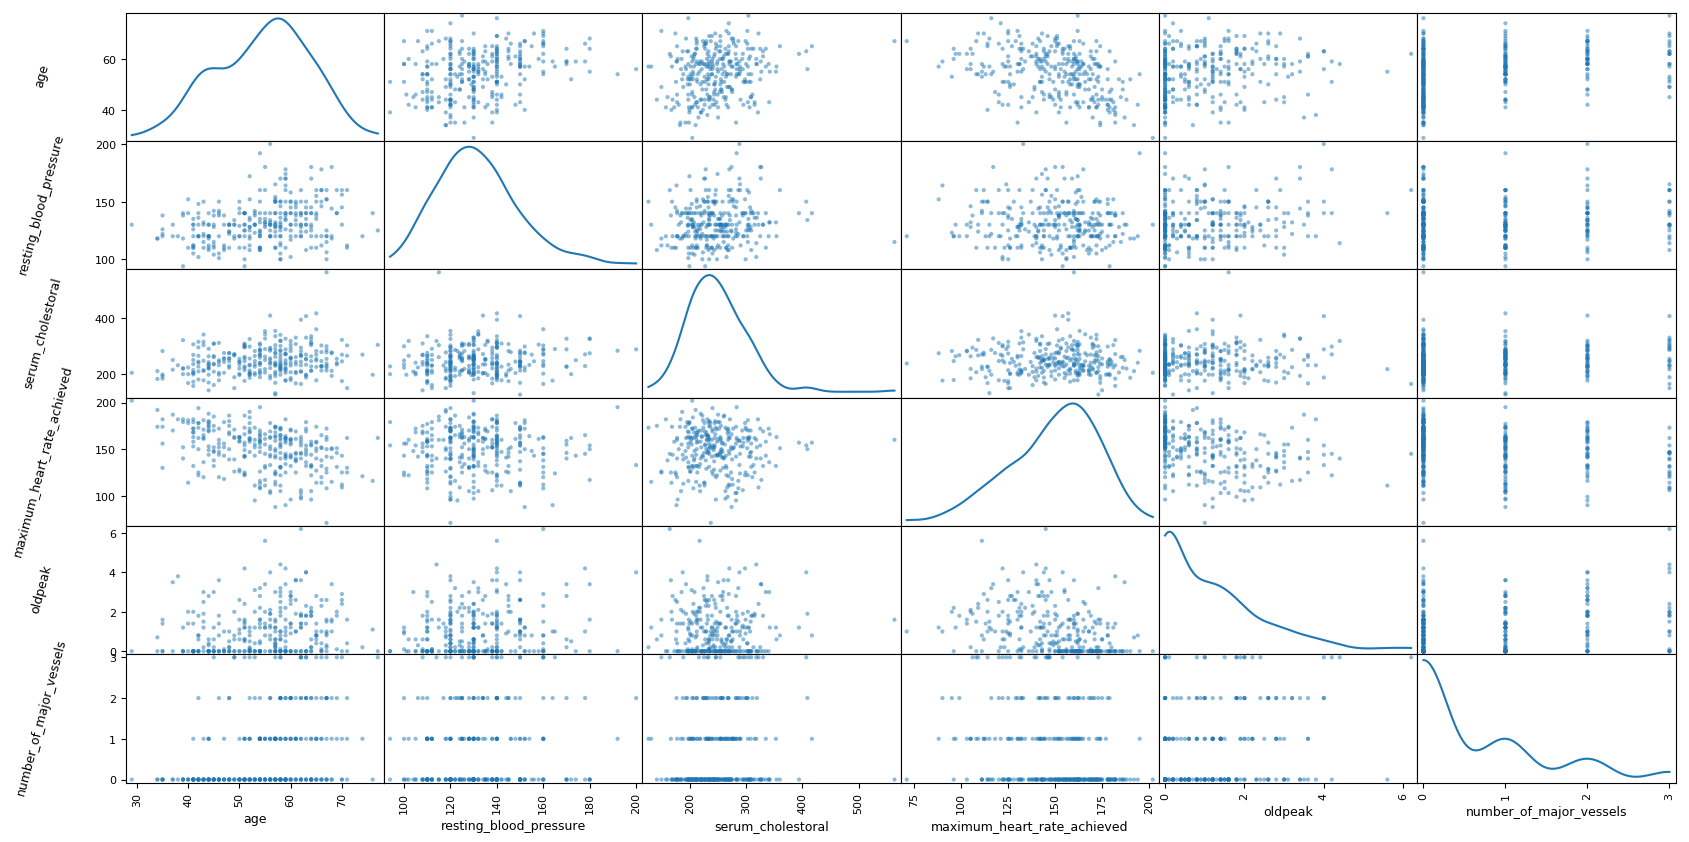 age
60
40
resting_blood_pressure
200
150
100
serum_cholestoral
400
200
maximum_heart_rate_achieved
200
150
100
oldpeak
6
4
2
0
number_of_major_vessels
3
2
1
0
30 40 50 60 70
100 120 140 160 180 200
200 300 400 500
75 100 125 150 175 200
0 2 4 6
0 1 2 3
age
resting_blood_pressure
serum_cholestoral
maximum_heart_rate_achieved
oldpeak
number_of_major_vessels